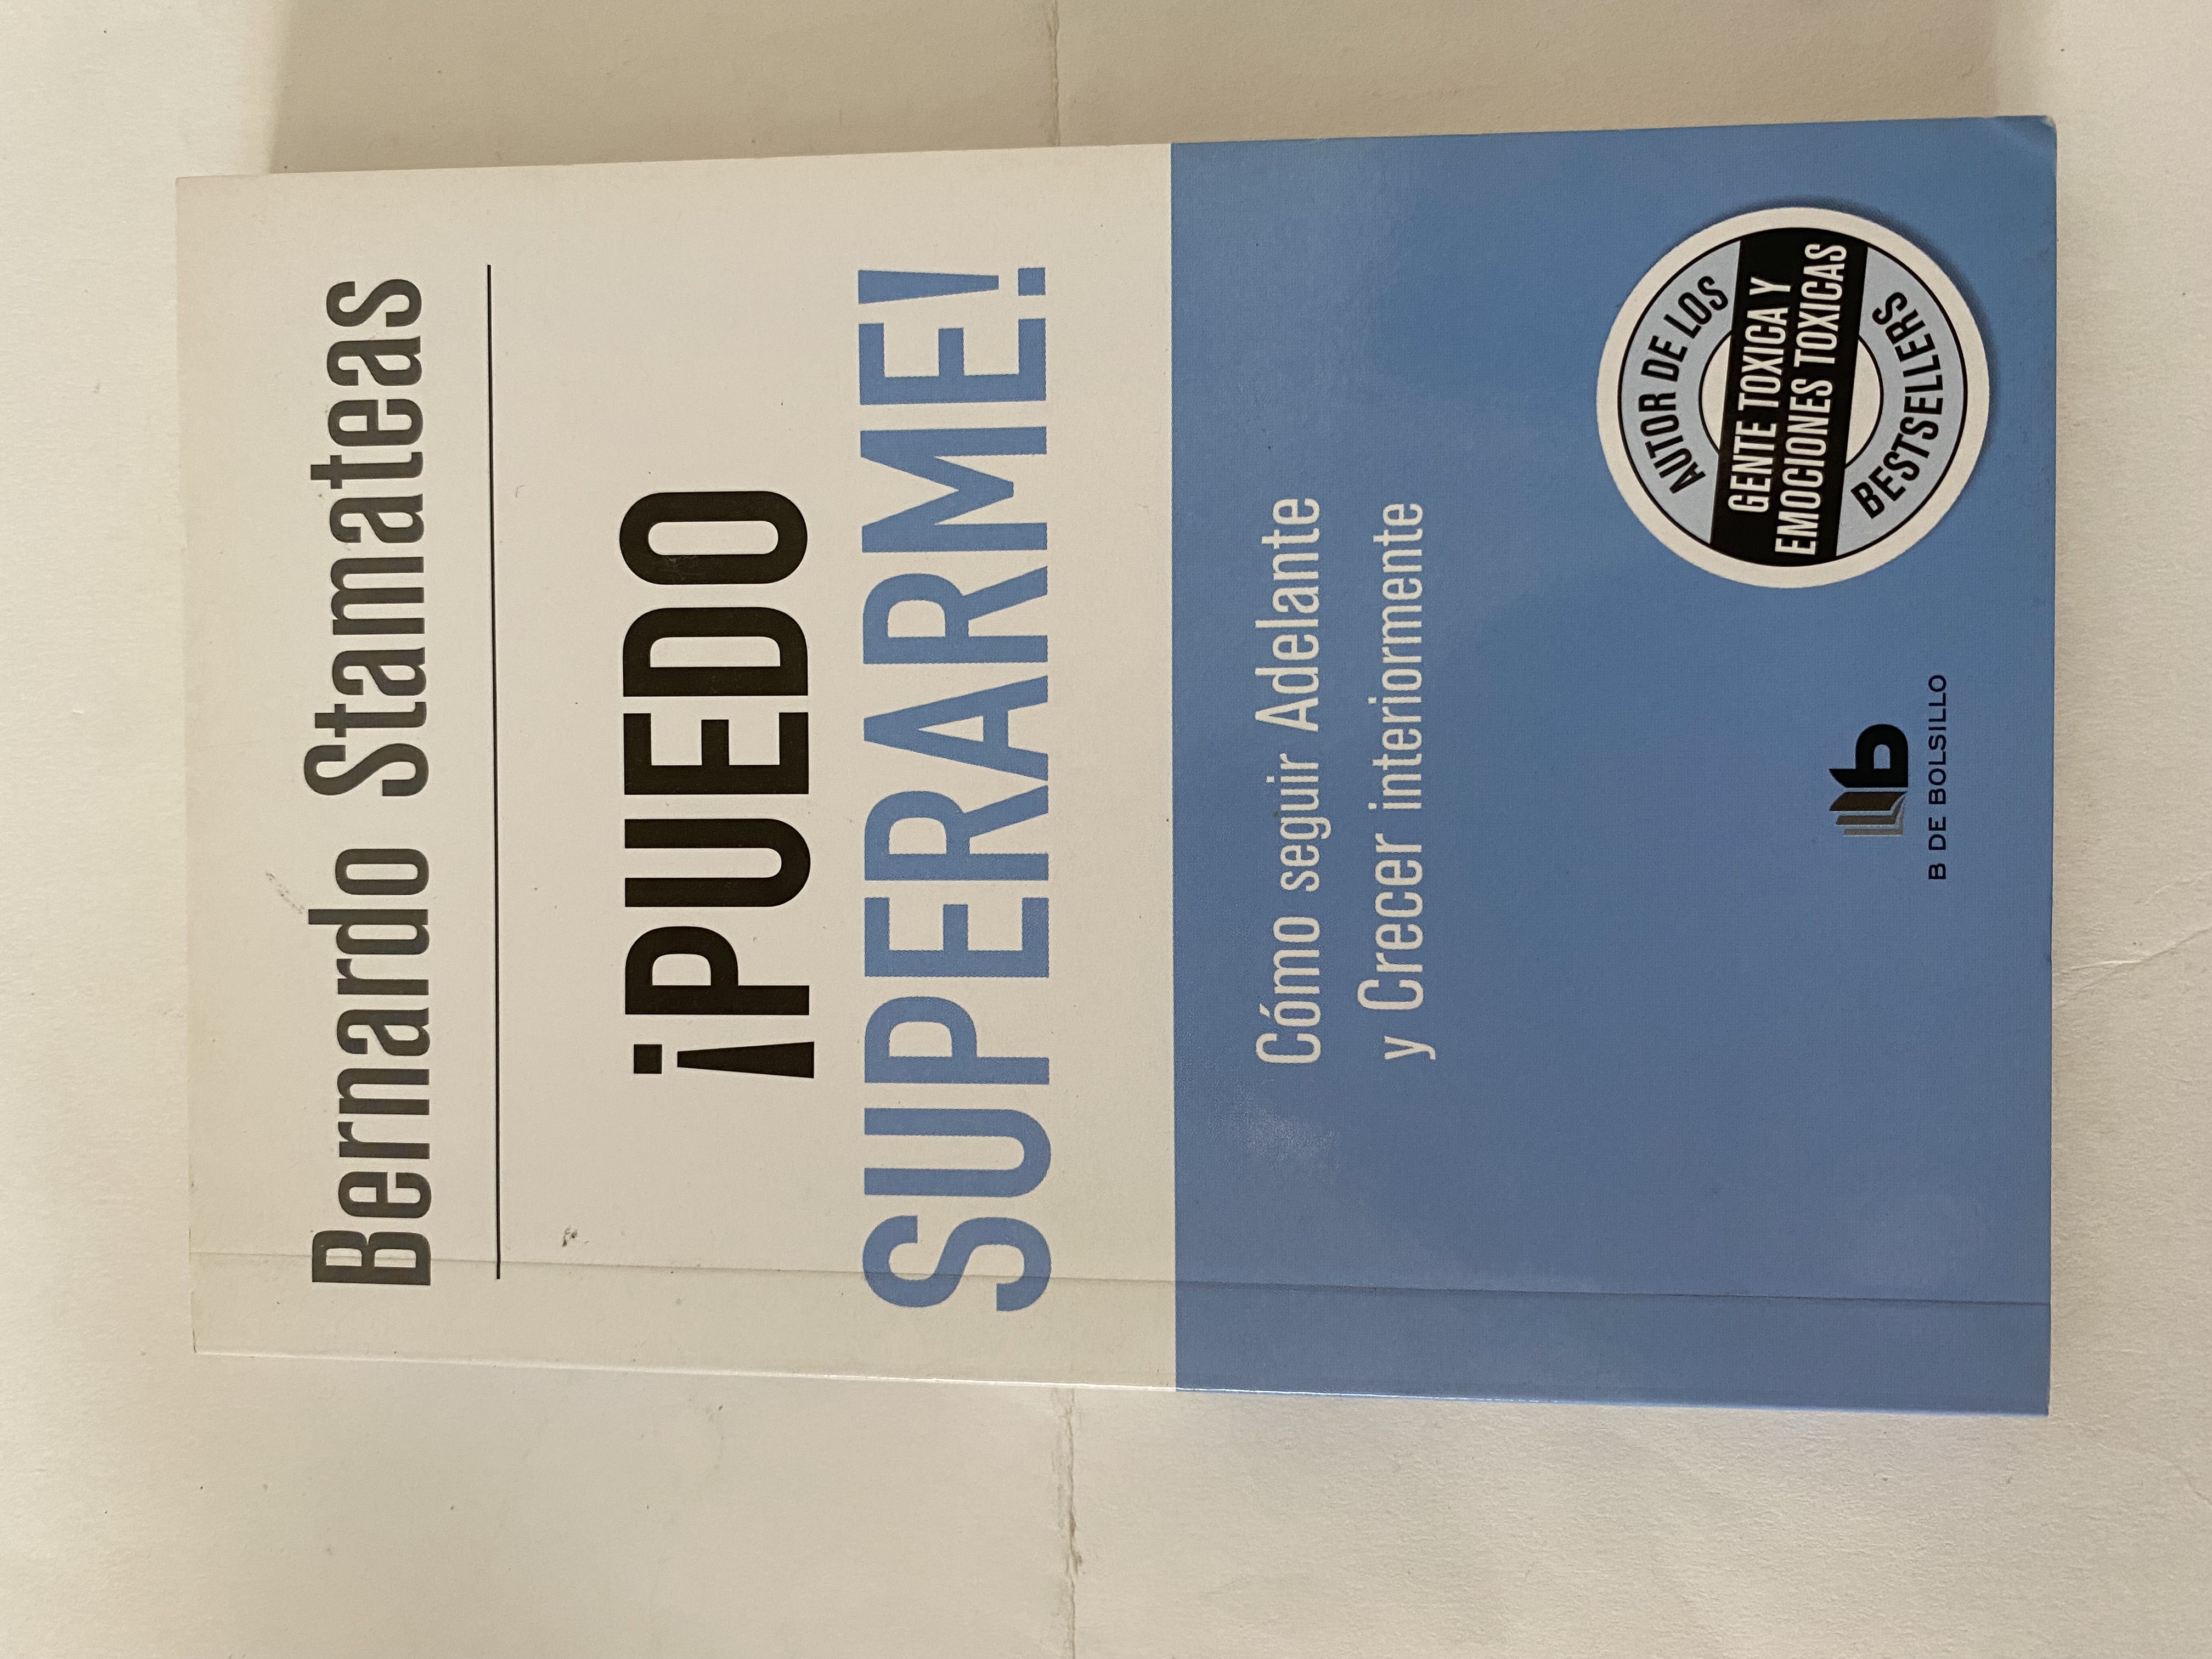 Bernardo Stamateas
¡PUEDO
SUPERARME!
Cómo seguir Adelante
y Crecer interiormente
AUTOR DE LOS
GENTE TOXICA Y
EMOCIONES TOXICAS
BESTSELLERS
b
B DE BOLSILLO